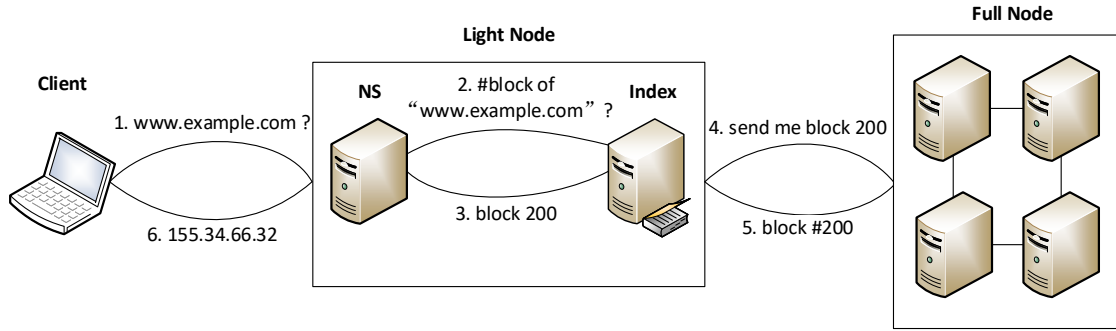 Full Node
Light Node
Client
NS
2. #block of
“www.example.com” ?
Index
1. www.example.com ?
4. send me block 200
3. block 200
6. 155.34.66.32
5. block #200